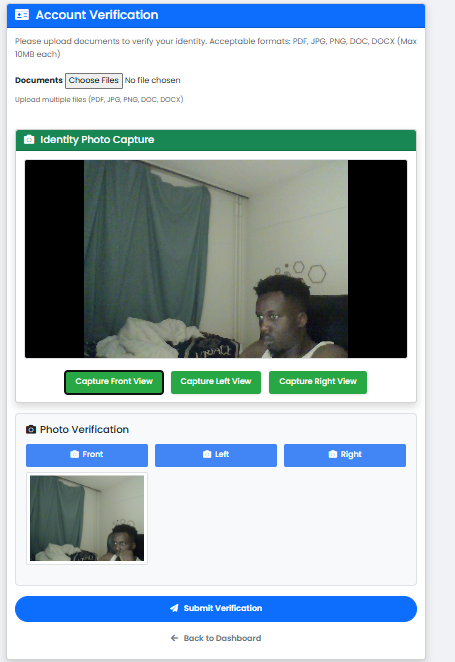 Account Verification
Please upload documents to verify your identity. Acceptable formats: PDF, JPG, PNG, DOC, DOCX (Max
10MB each)
Documents Choose Files No file chosen
Upload multiple files (PDF, JPG, PNG, DOC, DOCX)
Identity Photo Capture
Capture Front View Capture Left View Capture Right View
Photo Verification
Front Left Right
Submit Verification
Back to Dashboard